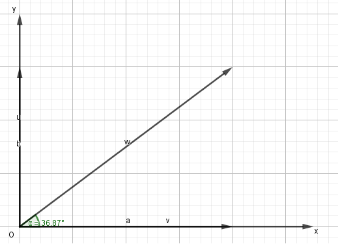 y
u
b
w
α = 36.87°
a v
O x